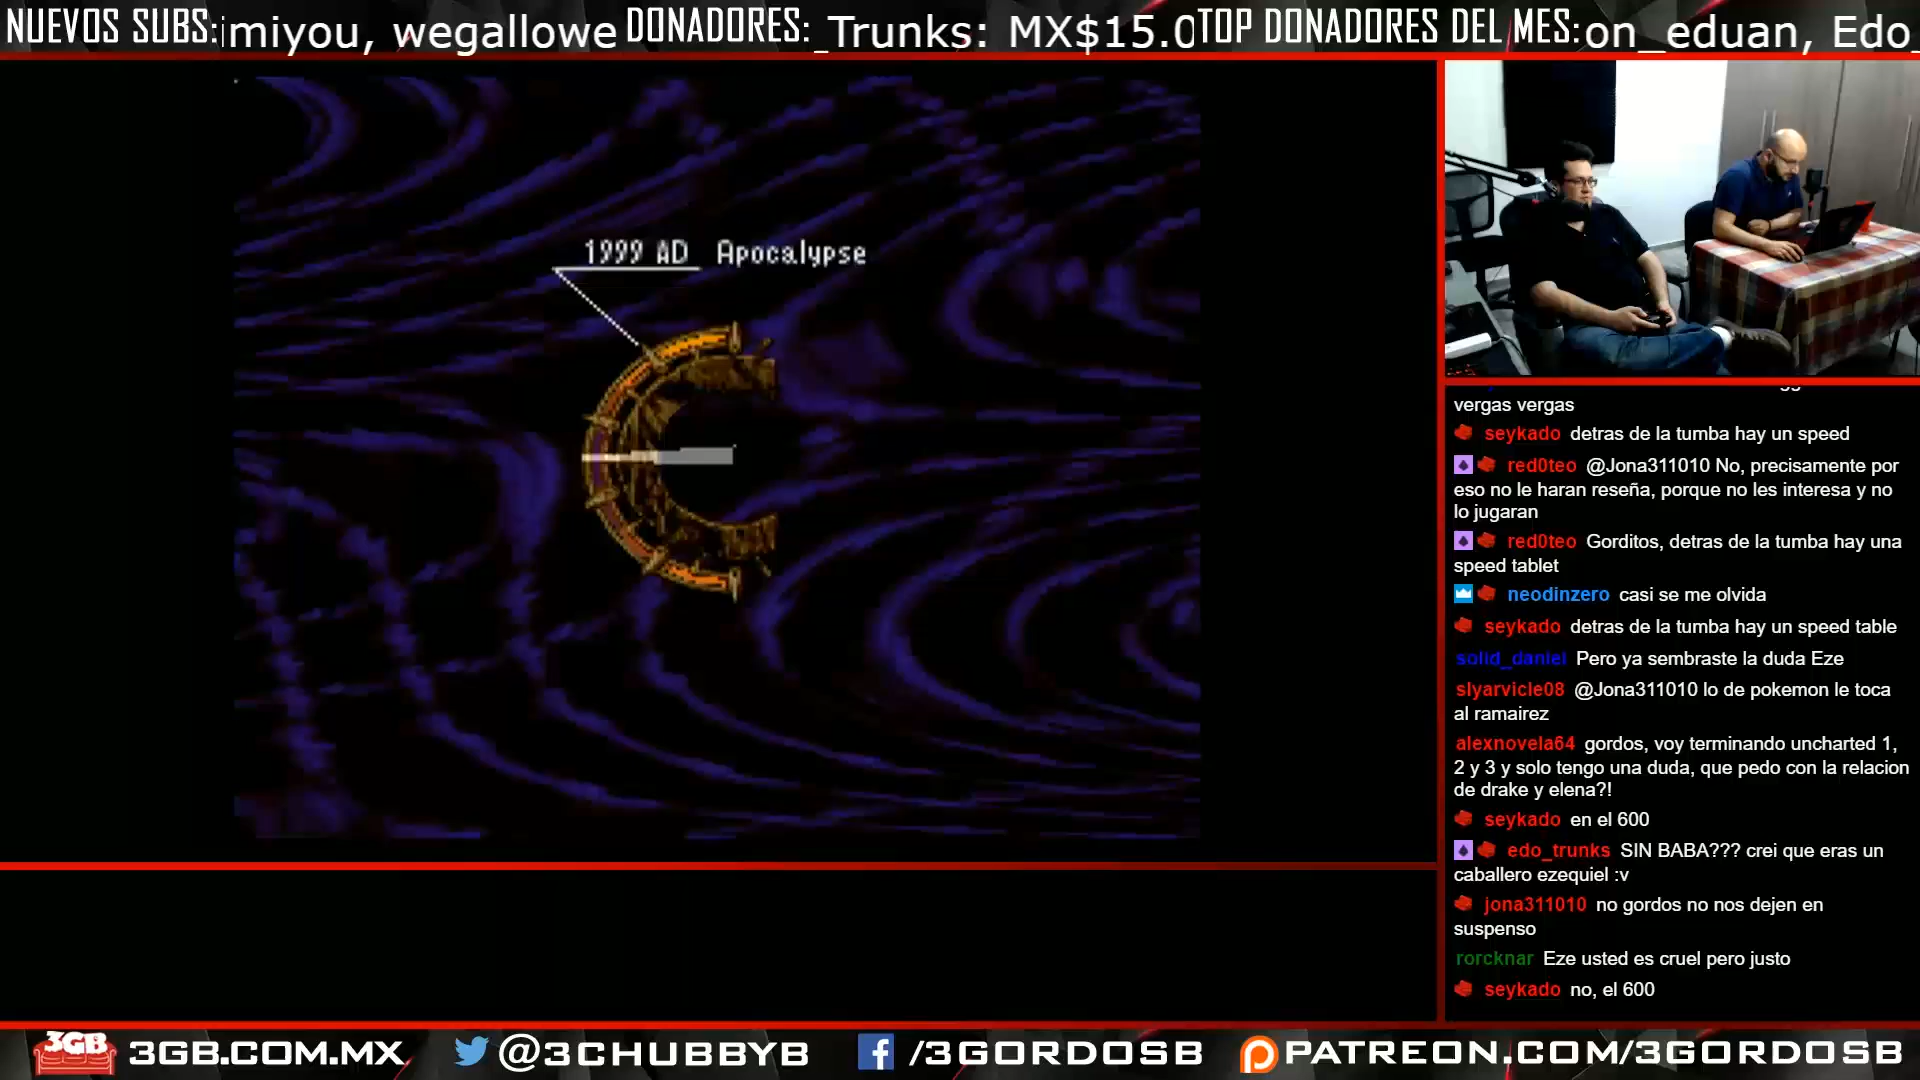 NUEVOS SUBS: imiyou, wegallowe DONADORES: _Trunks: MX$15.0 TOP DONADORES DEL MES: on_eduan, Edo_
1999 AD Apocalypse
vergas vergas
seykado detras de la tumba hay un speed
red0teo @Jona311010 No, precisamente por
eso no le haran reseña, porque no les interesa y no
lo jugaran
red0teo Gorditos, detras de la tumba hay una
speed tablet
neodinzero casi se me olvida
seykado detras de la tumba hay un speed table
solid_daniel Pero ya sembraste la duda Eze
slyarvicle08 @Jona311010 lo de pokemon le toca
al ramairez
alexnovela64 gordos, voy terminando uncharted 1,
2 y 3 y solo tengo una duda, que pedo con la relacion
de drake y elena?!
seykado en el 600
edo_trunks SIN BABA??? crei que eras un
caballero ezequiel :v
jona311010 no gordos no nos dejen en
suspenso
rorcknar Eze usted es cruel pero justo
seykado no, el 600
3GB 3GB.COM.MX @3CHUBBYB /3GORDOSB PATREON.COM/3GORDOSB